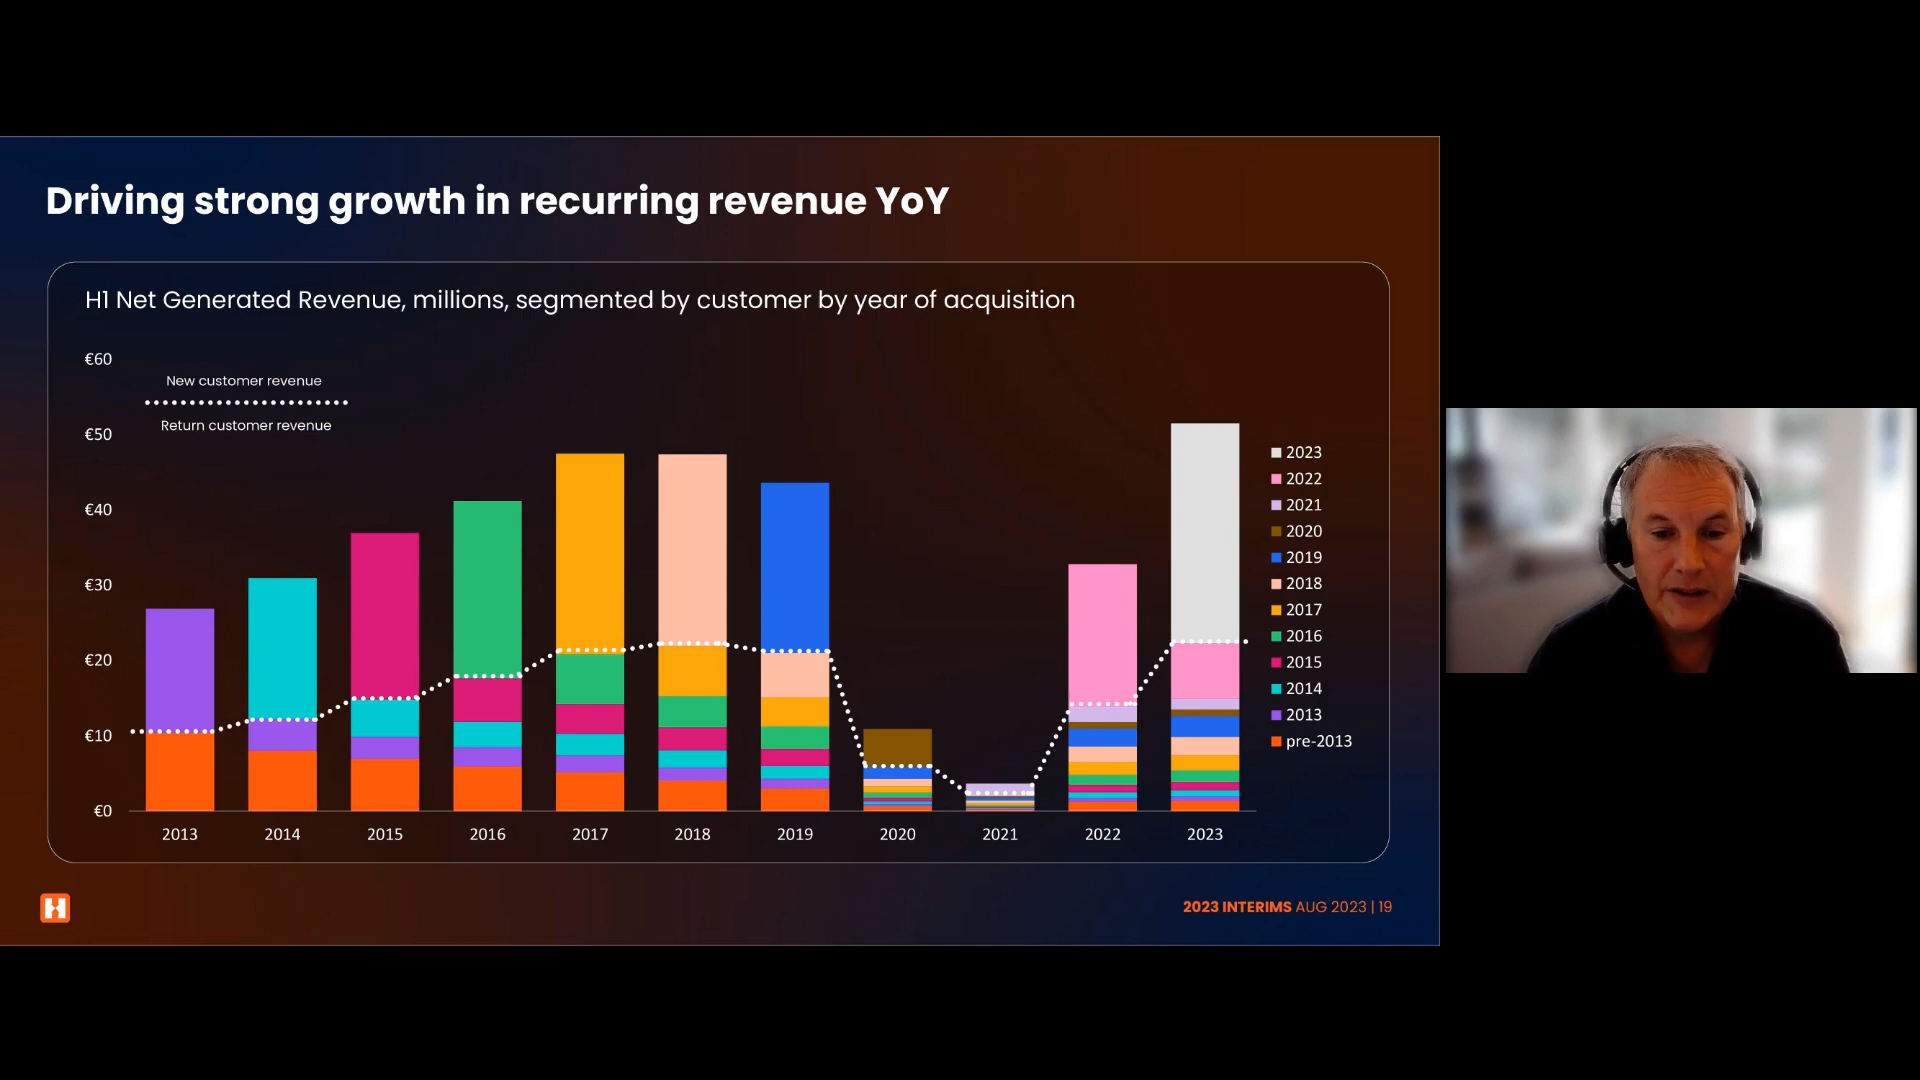 Driving strong growth in recurring revenue YoY
H1 Net Generated Revenue, millions, segmented by customer by year of acquisition
€60
New customer revenue
Return customer revenue
€50
€40
€30
€20
€10
€0
2023
2022
2021
2020
2019
2018
2017
2016
2015
2014
2013
pre-2013
2013 2014 2015 2016 2017 2018 2019 2020 2021 2022 2023
H
2023 INTERIMS AUG 2023 | 19